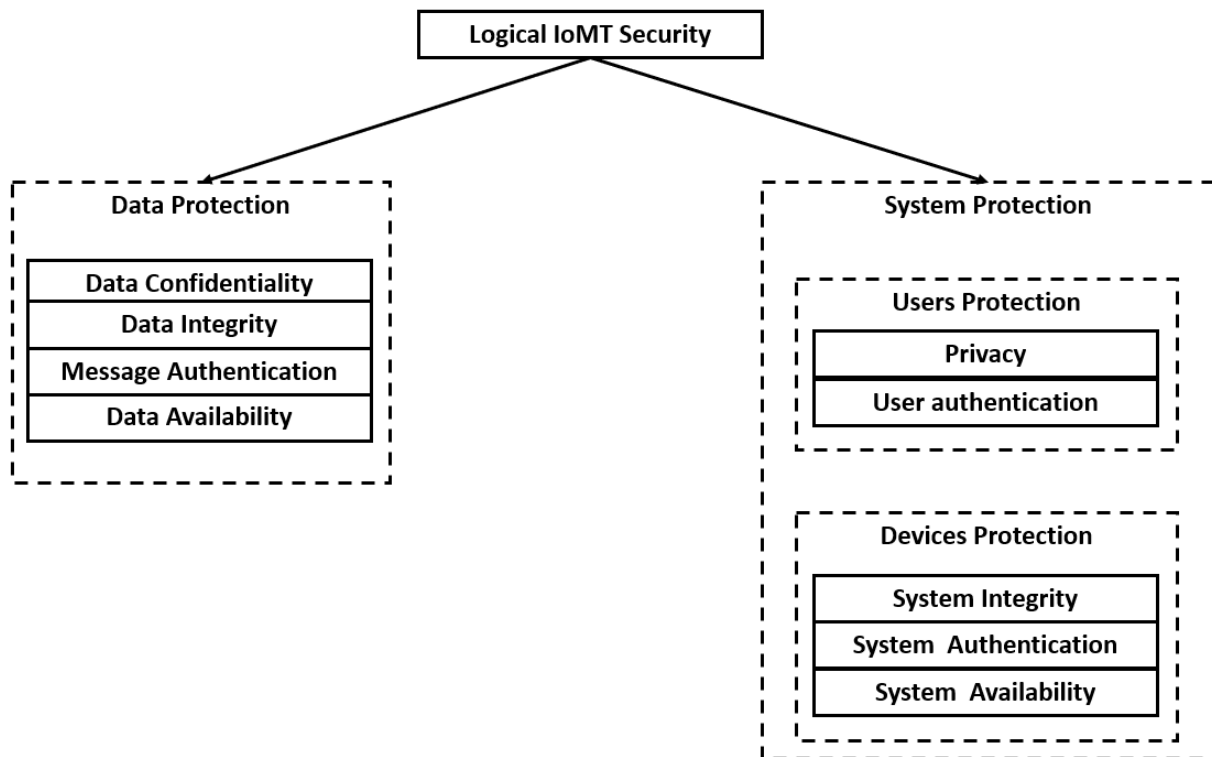 Logical IoMT Security
Data Protection
Data Confidentiality
Data Integrity
Message Authentication
Data Availability
System Protection
Users Protection
Privacy
User authentication
Devices Protection
System Integrity
System  Authentication
System  Availability